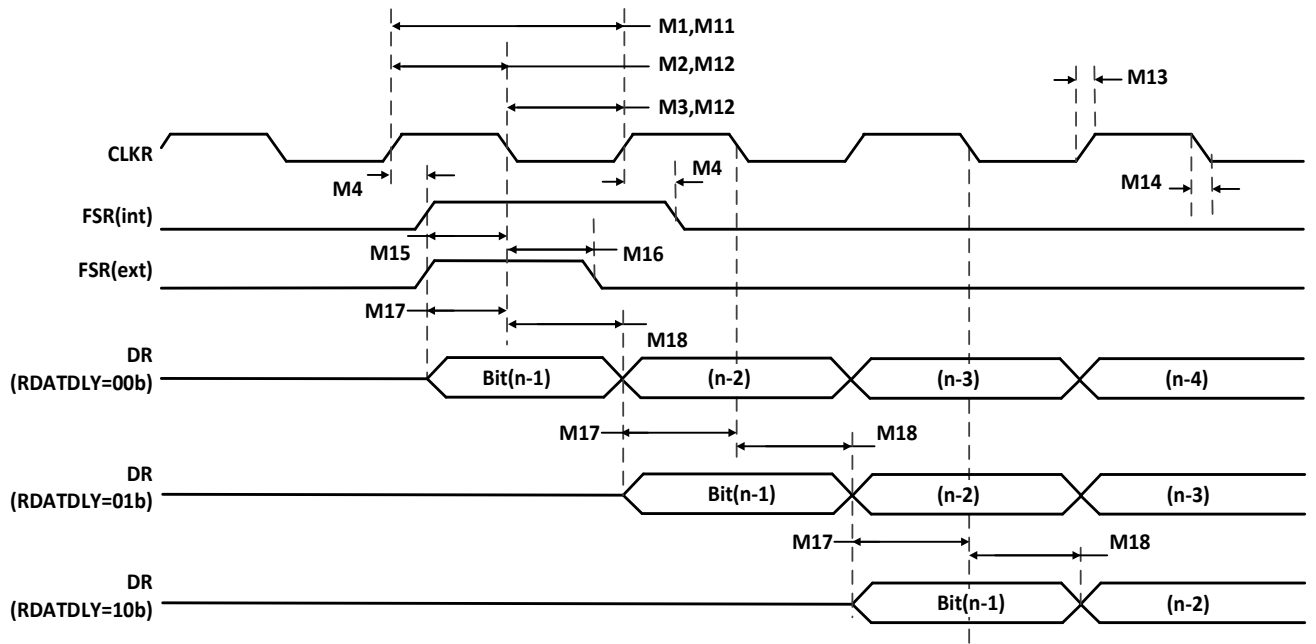 M1,M11
M2,M12
M13
M3,M12
CLKR
M4
M4
M14
FSR(int)
M15
M16
FSR(ext)
M17
M18
DR
(RDATDLY=00b)
Bit(n-1)
(n-2)
(n-3)
(n-4)
M17
M18
DR
(RDATDLY=01b)
Bit(n-1)
(n-2)
(n-3)
M17
M18
DR
(RDATDLY=10b)
Bit(n-1)
(n-2)